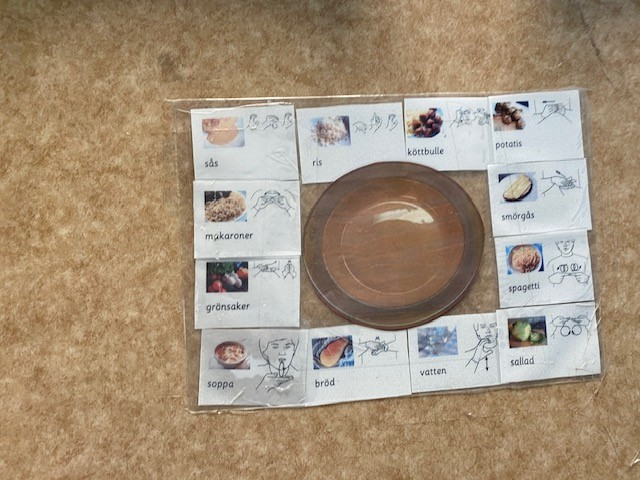 sås
ris
köttbulle
potatis
makaroner
smörgås
grönsaker
spagetti
soppa
bröd
vatten
sallad